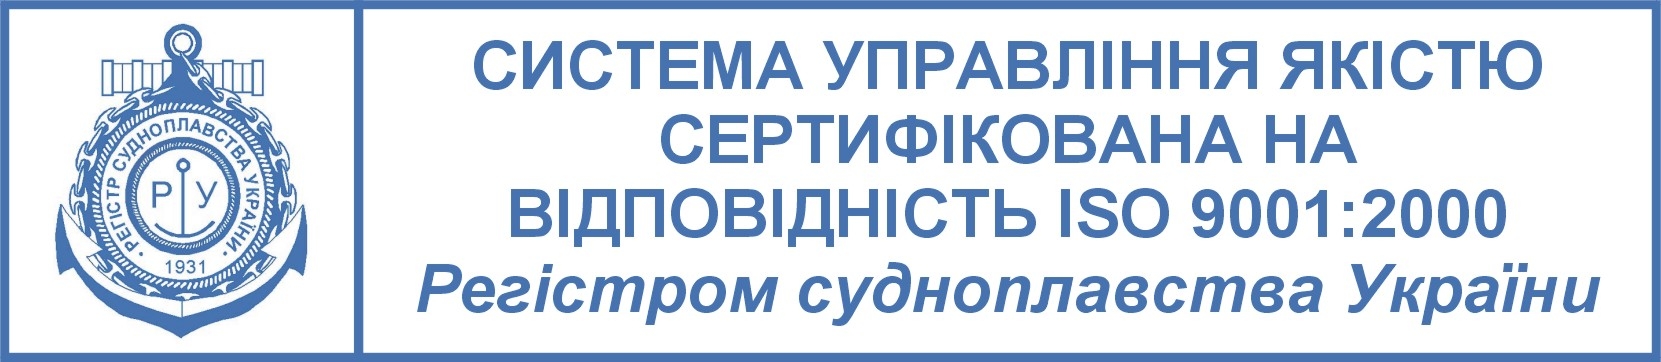 РЕГІСТР СУДНОПЛАВСТВА УКРАЇНИ
Р У
1931
СИСТЕМА УПРАВЛІННЯ ЯКІСТЮ
СЕРТИФІКОВАНА НА
ВІДПОВІДНІСТЬ ISO 9001:2000
Регістром судноплавства України